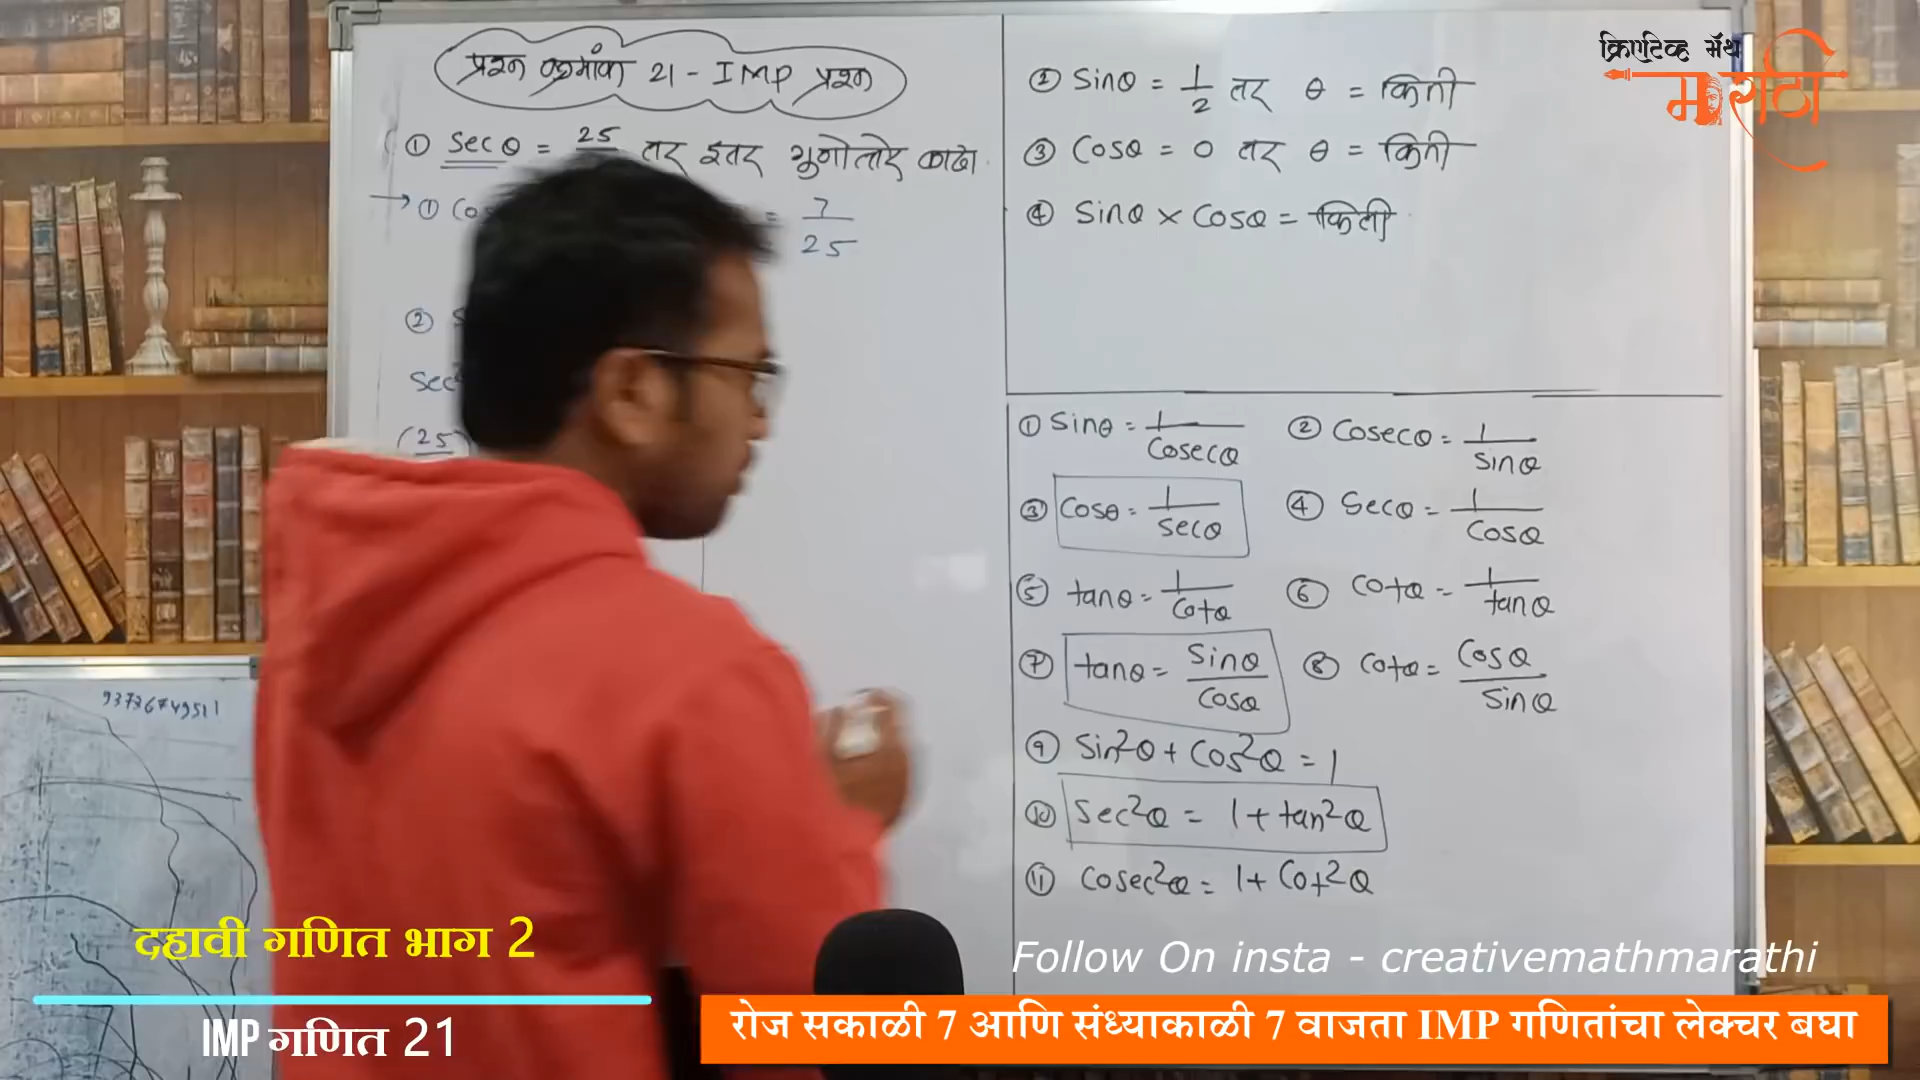 प्रश्न क्रमांक 21 - IMP प्रश्न
① secθ = 25 तर इतर गुणोत्तरे काढा.
→ ① Cos = 7/25
②
sec²
(25
② Sinθ = 1/2 तर θ = किती
③ Cosθ = 0 तर θ = किती
④ Sinθ × Cosθ = किती
① Sinθ = 1/Cosecθ
② Cosecθ = 1/Sinθ
③ Cosθ = 1/Secθ
④ Secθ = 1/Cosθ
⑤ tanθ = 1/Cotθ
⑥ Cotθ = 1/tanθ
⑦ tanθ = Sinθ/Cosθ
⑧ Cotθ = Cosθ/Sinθ
⑨ Sin²θ + Cos²θ = 1
⑩ Sec²θ = 1 + tan²θ
⑪ Cosec²θ = 1 + Cot²θ
क्रिएटिव्ह मॅथ
मराठी
दहावी गणित भाग 2
IMP गणित 21
Follow On insta - creativemathmarathi
रोज सकाळी 7 आणि संध्याकाळी 7 वाजता IMP गणितांचा लेक्चर बघा